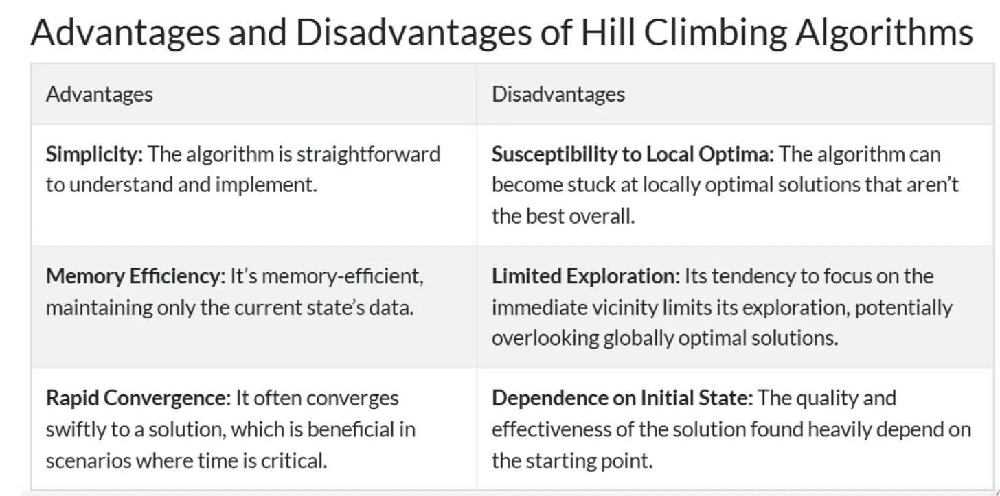 Advantages and Disadvantages of Hill Climbing Algorithms
Advantages
Disadvantages
Simplicity: The algorithm is straightforward
to understand and implement.
Susceptibility to Local Optima: The algorithm can
become stuck at locally optimal solutions that aren’t
the best overall.
Memory Efficiency: It’s memory-efficient,
maintaining only the current state’s data.
Limited Exploration: Its tendency to focus on the
immediate vicinity limits its exploration, potentially
overlooking globally optimal solutions.
Rapid Convergence: It often converges
swiftly to a solution, which is beneficial in
scenarios where time is critical.
Dependence on Initial State: The quality and
effectiveness of the solution found heavily depend on
the starting point.